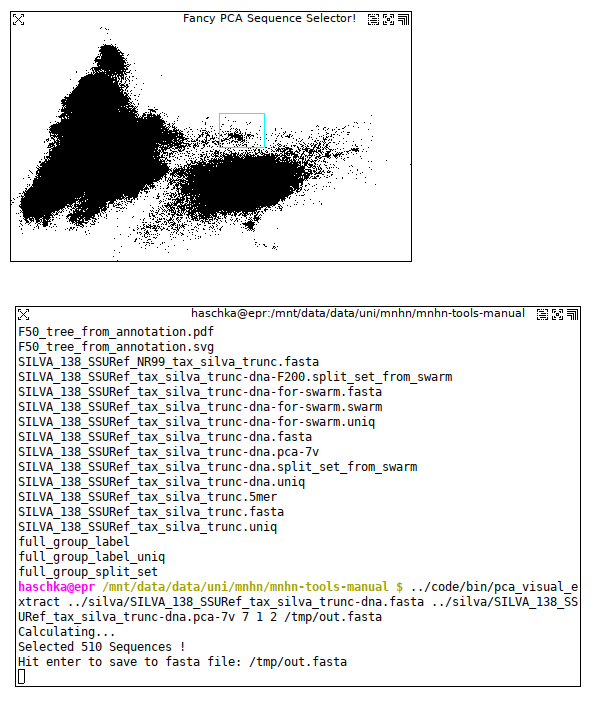 Fancy PCA Sequence Selector!
haschka@epr:/mnt/data/data/uni/mnhn/mnhn-tools-manual
F50_tree_from_annotation.pdf
F50_tree_from_annotation.svg
SILVA_138_SSURef_NR99_tax_silva_trunc.fasta
SILVA_138_SSURef_tax_silva_trunc-dna-F200.split_set_from_swarm
SILVA_138_SSURef_tax_silva_trunc-dna-for-swarm.fasta
SILVA_138_SSURef_tax_silva_trunc-dna-for-swarm.swarm
SILVA_138_SSURef_tax_silva_trunc-dna-for-swarm.uniq
SILVA_138_SSURef_tax_silva_trunc-dna.fasta
SILVA_138_SSURef_tax_silva_trunc-dna.pca-7v
SILVA_138_SSURef_tax_silva_trunc-dna.split_set_from_swarm
SILVA_138_SSURef_tax_silva_trunc-dna.uniq
SILVA_138_SSURef_tax_silva_trunc.5mer
SILVA_138_SSURef_tax_silva_trunc.fasta
SILVA_138_SSURef_tax_silva_trunc.uniq
full_group_label
full_group_label_uniq
full_group_split_set
haschka@epr /mnt/data/data/uni/mnhn/mnhn-tools-manual $ ../code/bin/pca_visual_e
xtract ../silva/SILVA_138_SSURef_tax_silva_trunc-dna.fasta ../silva/SILVA_138_SS
URef_tax_silva_trunc-dna.pca-7v 7 1 2 /tmp/out.fasta
Calculating...
Selected 510 Sequences !
Hit enter to save to fasta file: /tmp/out.fasta